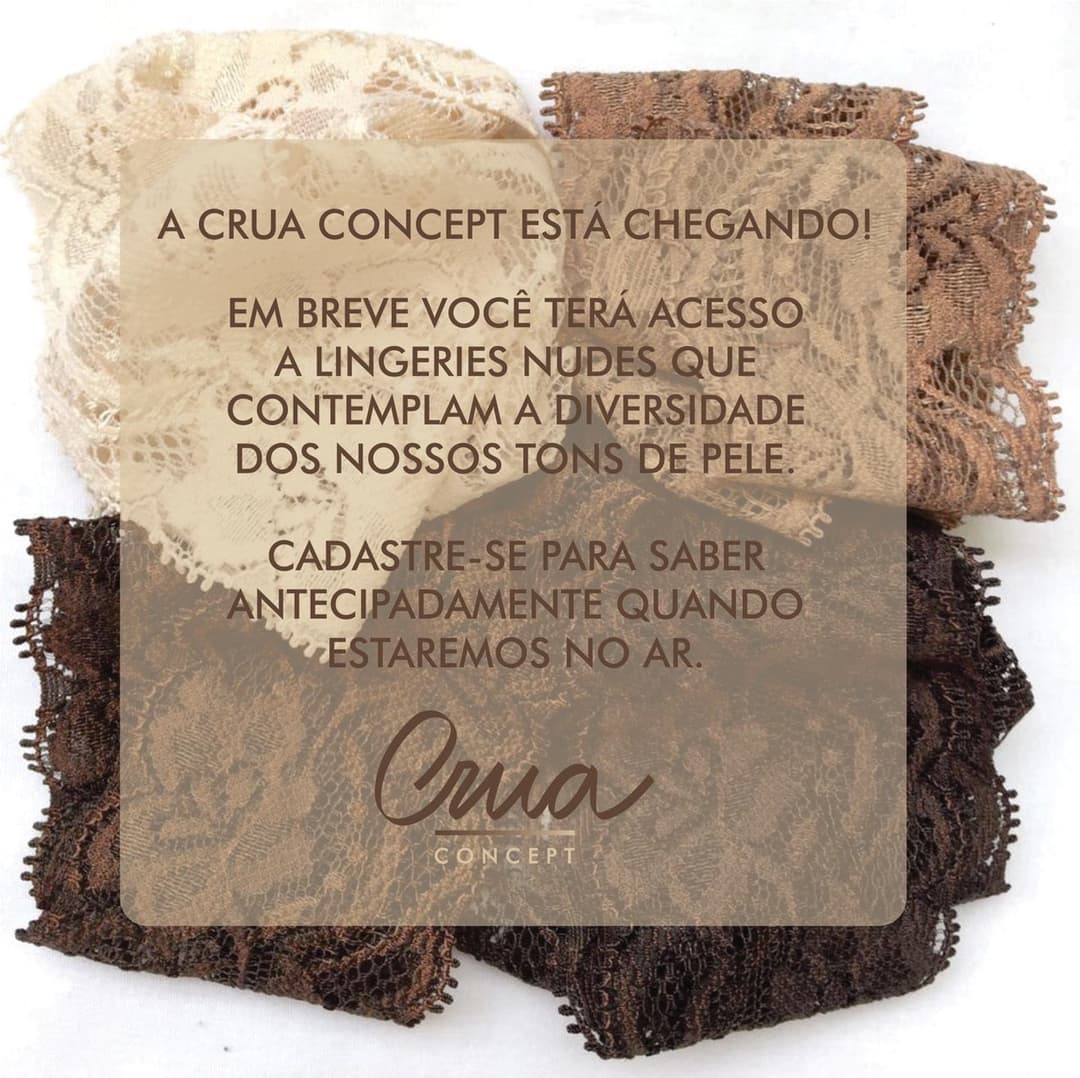 A CRUA CONCEPT ESTÁ CHEGANDO!
EM BREVE VOCÊ TERÁ ACESSO
A LINGERIES NUDES QUE
CONTEMPLAM A DIVERSIDADE
DOS NOSSOS TONS DE PELE.
CADASTRE-SE PARA SABER
ANTECIPADAMENTE QUANDO
ESTAREMOS NO AR.
Crua
CONCEPT